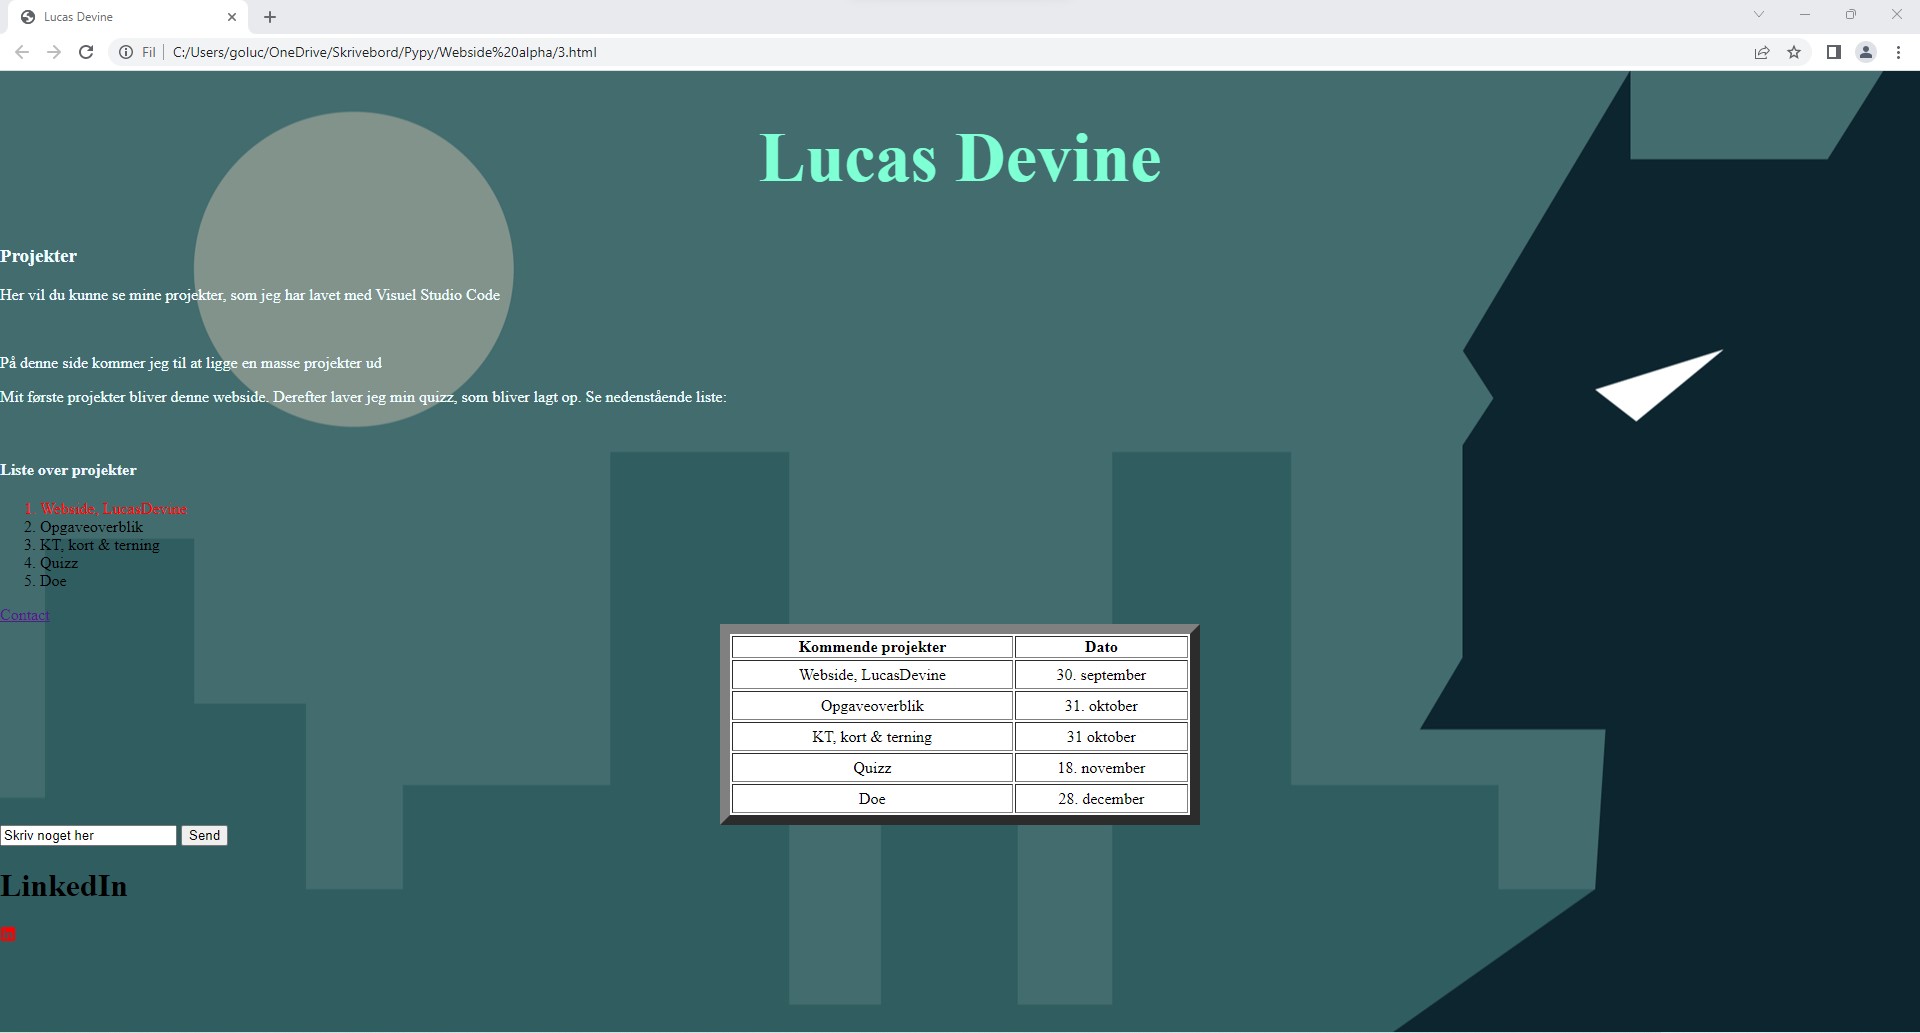 Lucas Devine
Fil
C:/Users/goluc/OneDrive/Skrivebord/Pypy/Webside%20alpha/3.html
Lucas Devine
Projekter
Her vil du kunne se mine projekter, som jeg har lavet med Visuel Studio Code
På denne side kommer jeg til at ligge en masse projekter ud
Mit første projekter bliver denne webside. Derefter laver jeg min quizz, som bliver lagt op. Se nedenstående liste:
Liste over projekter
1. Webside, LucasDevine
2. Opgaveoverblik
3. KT, kort & terning
4. Quizz
5. Doe
Contact
Kommende projekter Dato
Webside, LucasDevine 30. september
Opgaveoverblik 31. oktober
KT, kort & terning 31 oktober
Quizz 18. november
Doe 28. december
Skriv noget her Send
LinkedIn